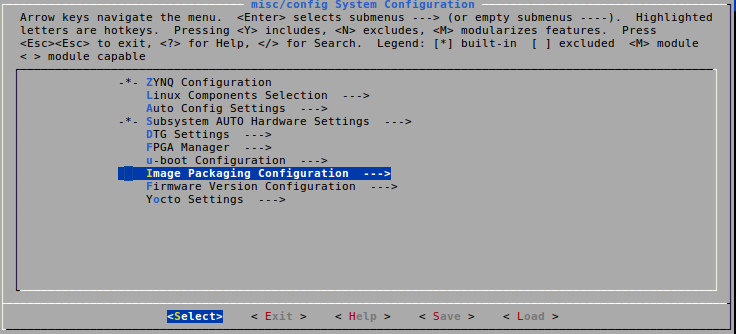 misc/config System Configuration
Arrow keys navigate the menu.  <Enter> selects submenus ---> (or empty submenus ----).  Highlighted
letters are hotkeys.  Pressing <Y> includes, <N> excludes, <M> modularizes features.  Press
<Esc><Esc> to exit, <?> for Help, </> for Search.  Legend: [*] built-in  [ ] excluded  <M> module
< > module capable
-*- ZYNQ Configuration
Linux Components Selection  --->
Auto Config Settings  --->
-*- Subsystem AUTO Hardware Settings  --->
DTG Settings  --->
FPGA Manager  --->
u-boot Configuration  --->
Image Packaging Configuration  --->
Firmware Version Configuration  --->
Yocto Settings  --->
<Select>    < Exit >    < Help >    < Save >    < Load >